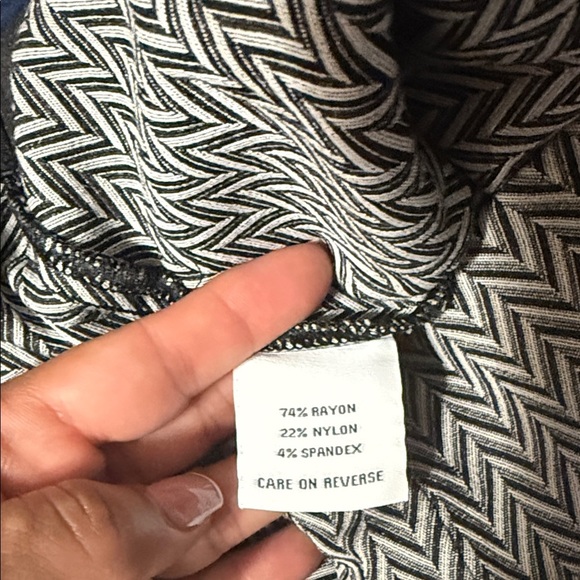 74% RAYON
22% NYLON
4% SPANDEX
CARE ON REVERSE